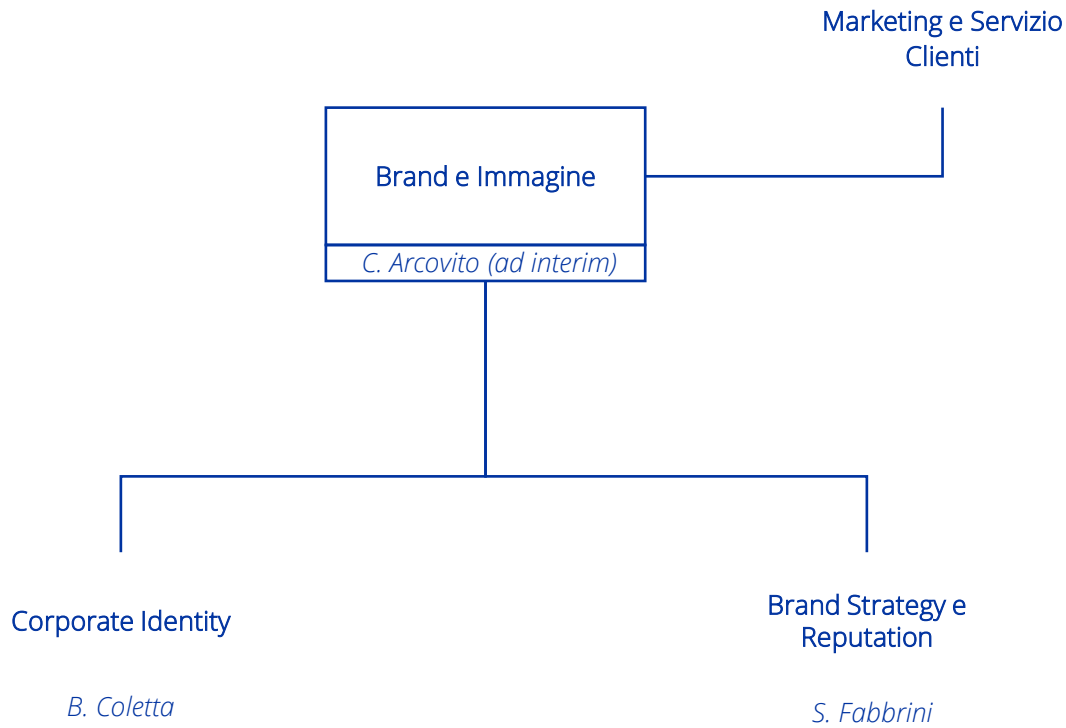 Marketing e Servizio
Clienti
Brand e Immagine
C. Arcovito (ad interim)
Corporate Identity
B. Coletta
Brand Strategy e
Reputation
S. Fabbrini